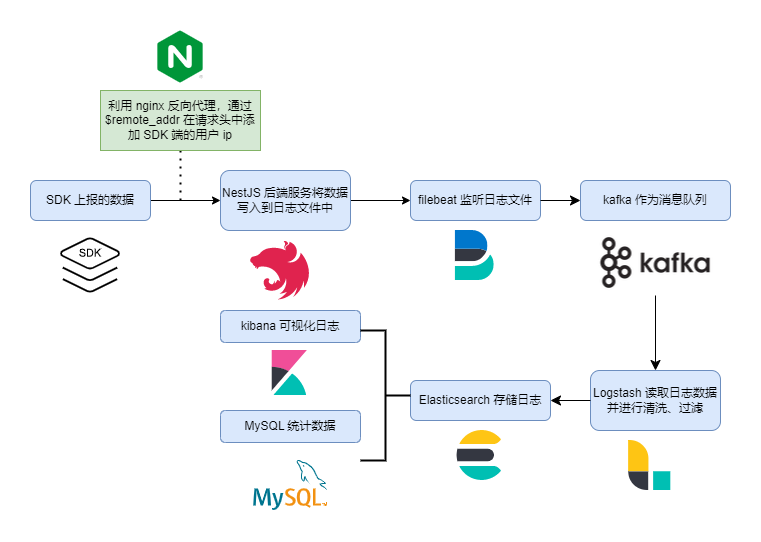 利用 nginx 反向代理，通过
$remote_addr 在请求头中添
加 SDK 端的用户 ip
SDK 上报的数据
NestJS 后端服务将数据
写入到日志文件中
filebeat 监听日志文件
kafka 作为消息队列
SDK
kafka
kibana 可视化日志
Elasticsearch 存储日志
Logstash 读取日志数据
并进行清洗、过滤
MySQL 统计数据
MySQL